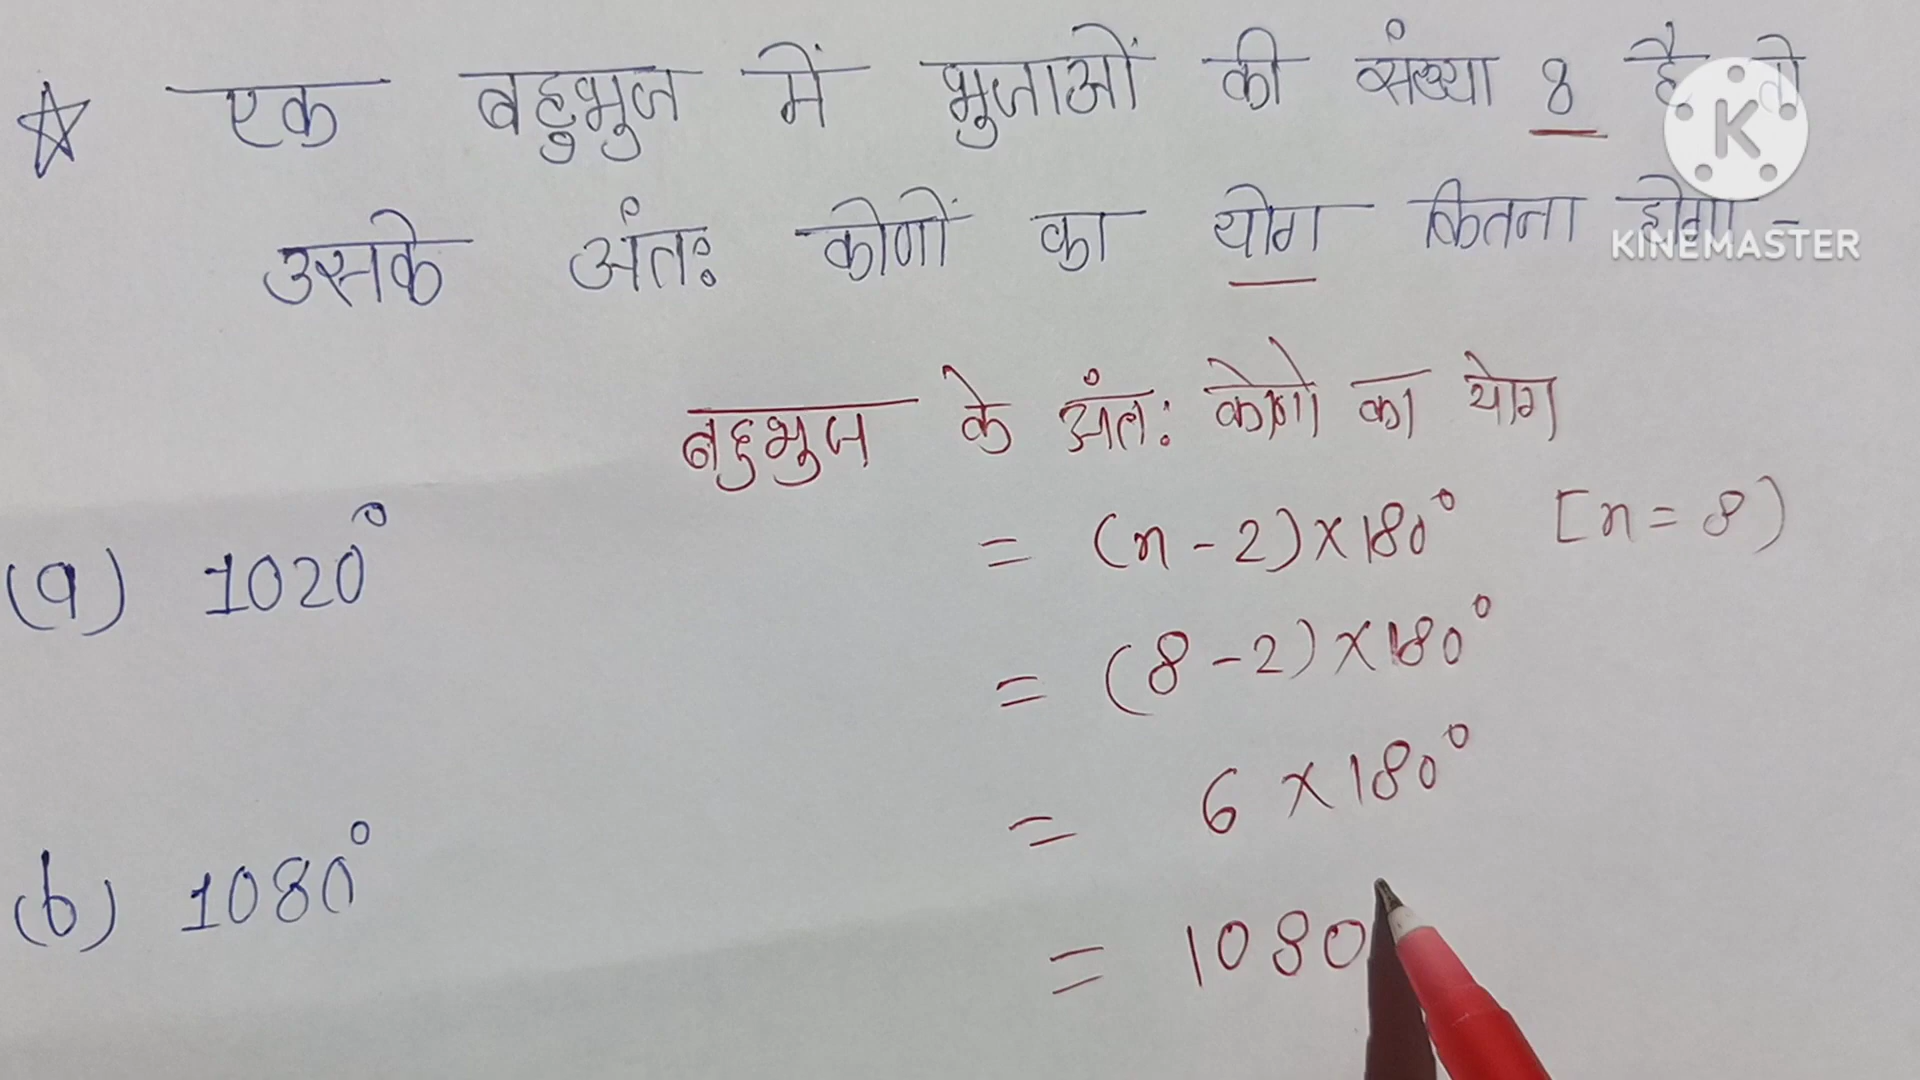 एक बहुभुज में भुजाओं की संख्या 8 है तो
उसके अंतः कोणों का योग कितना होगा -
बहुभुज के अंतः कोणो का योग
= (n - 2) × 180° [n = 8)
(a) 1020°
= (8 - 2) × 180°
= 6 × 180°
(b) 1080°
= 1080
K
KINEMASTER